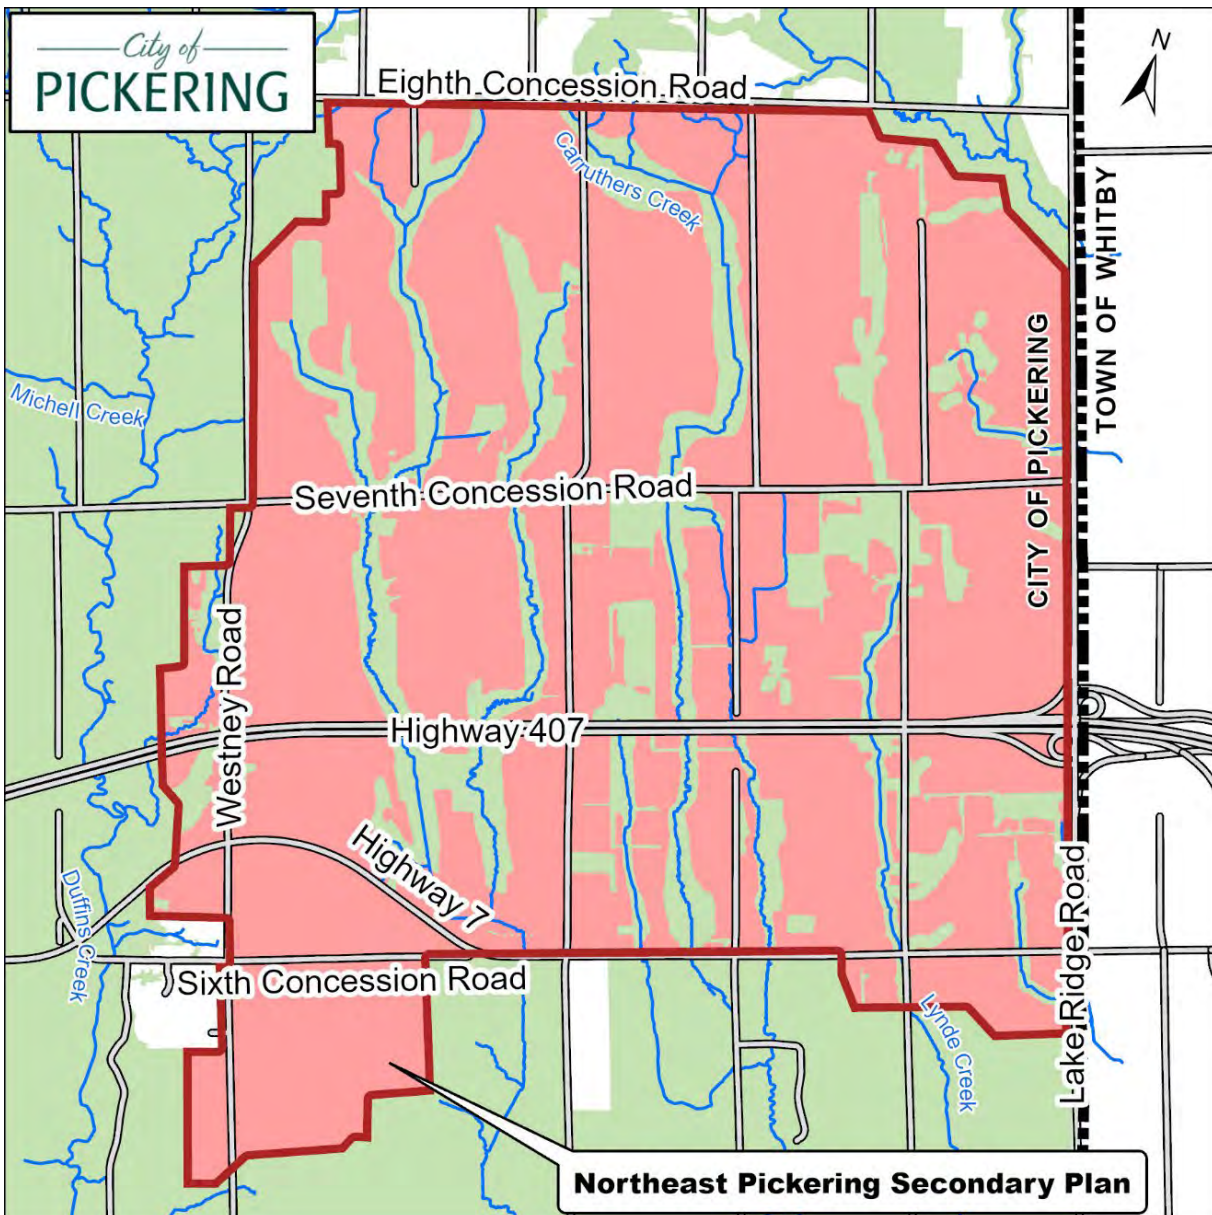 City of
PICKERING
N
Eighth Concession Road
Carruthers Creek
TOWN OF WHITBY
CITY OF PICKERING
Michell Creek
Seventh Concession Road
Westney Road
Highway 407
Highway 7
Duffins Creek
Lake Ridge Road
Sixth Concession Road
Lynde Creek
Northeast Pickering Secondary Plan